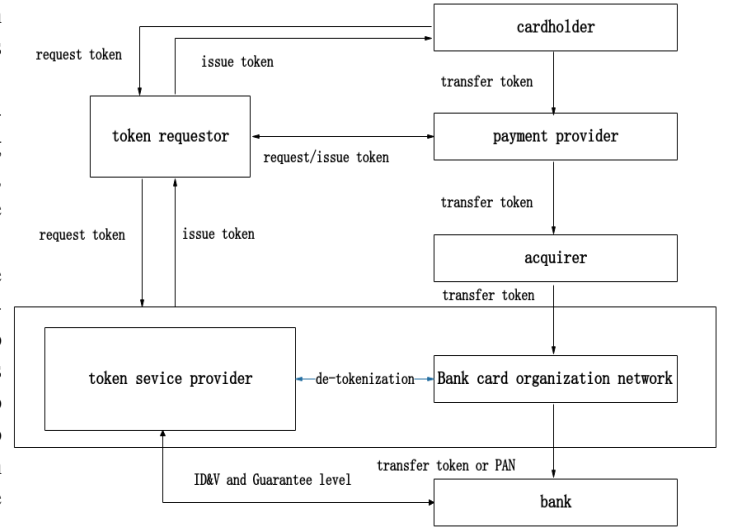 cardholder
request token
issue token
transfer token
token requestor
payment provider
request/issue token
transfer token
request token
issue token
acquirer
transfer token
token sevice provider
de-tokenization
Bank card organization network
transfer token or PAN
ID&V and Guarantee level
bank